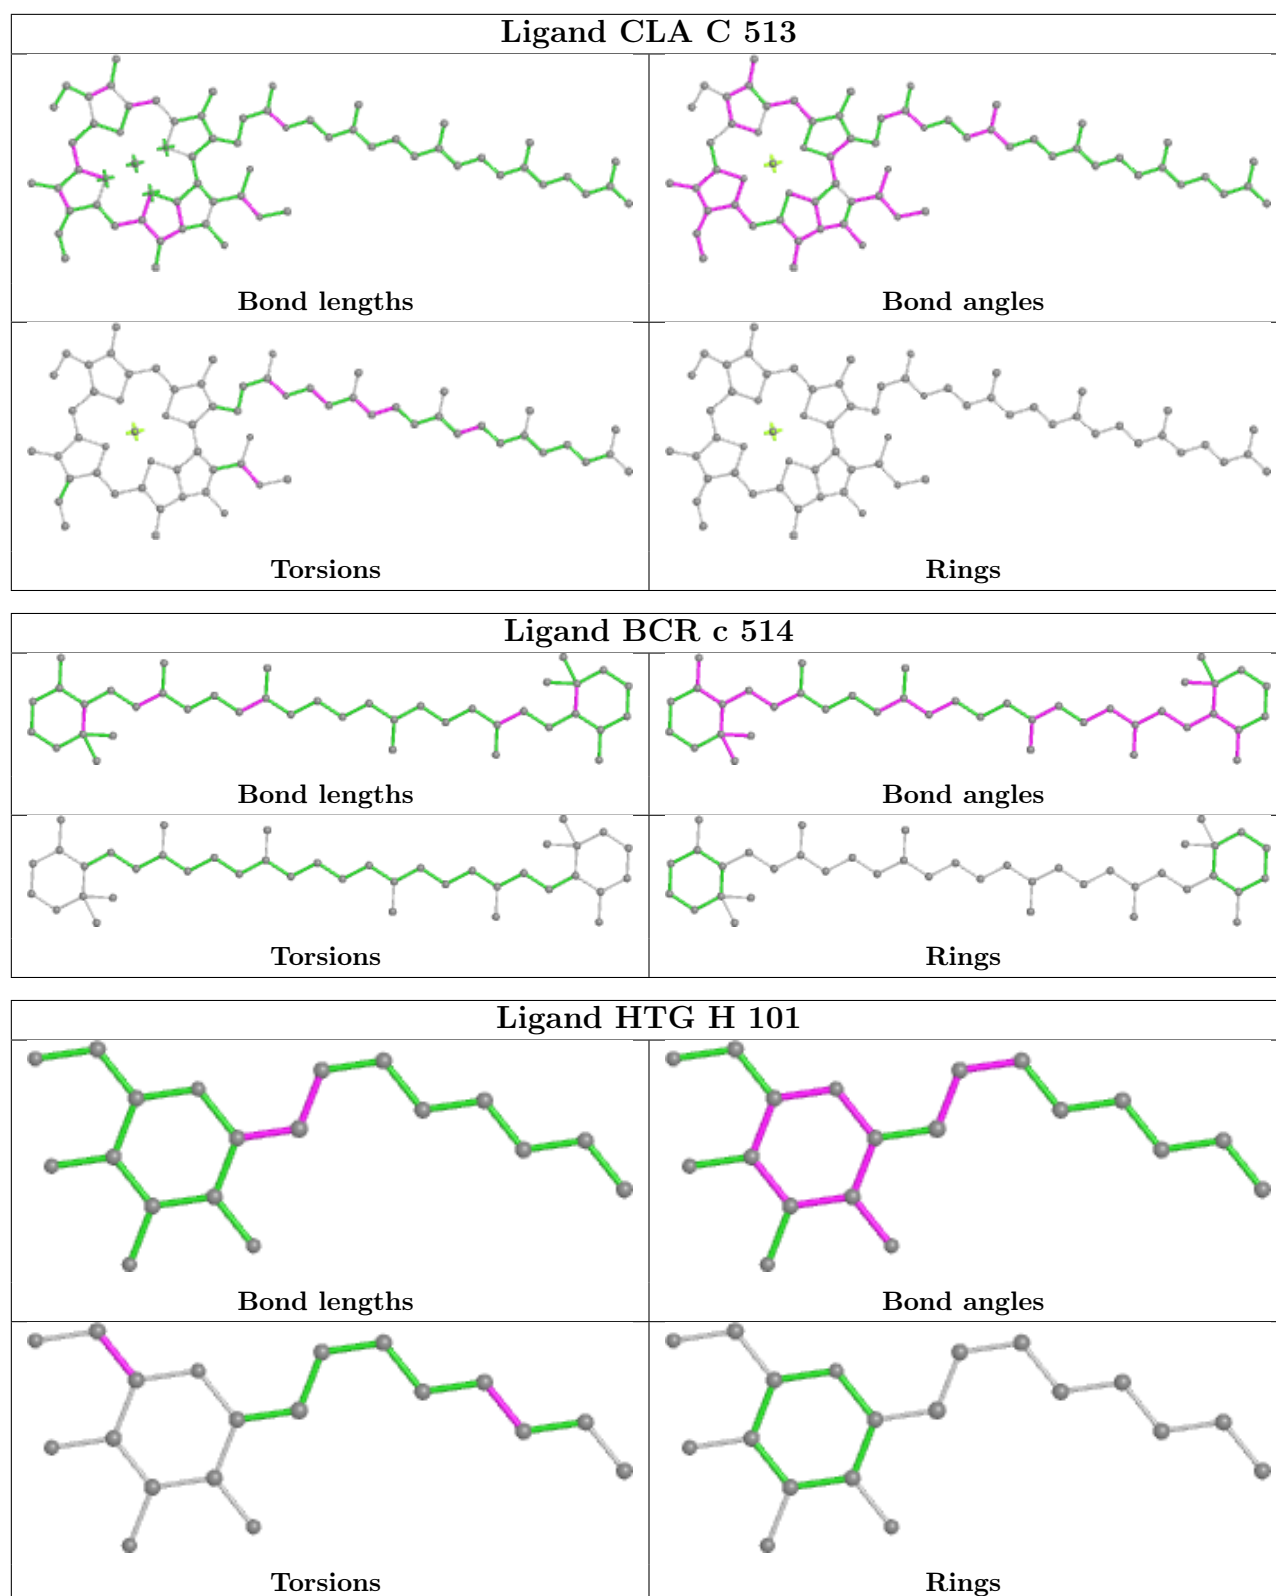 Ligand CLA C 513
Bond lengths
Bond angles
Torsions
Rings
Ligand BCR c 514
Bond lengths
Bond angles
Torsions
Rings
Ligand HTG H 101
Bond lengths
Bond angles
Torsions
Rings